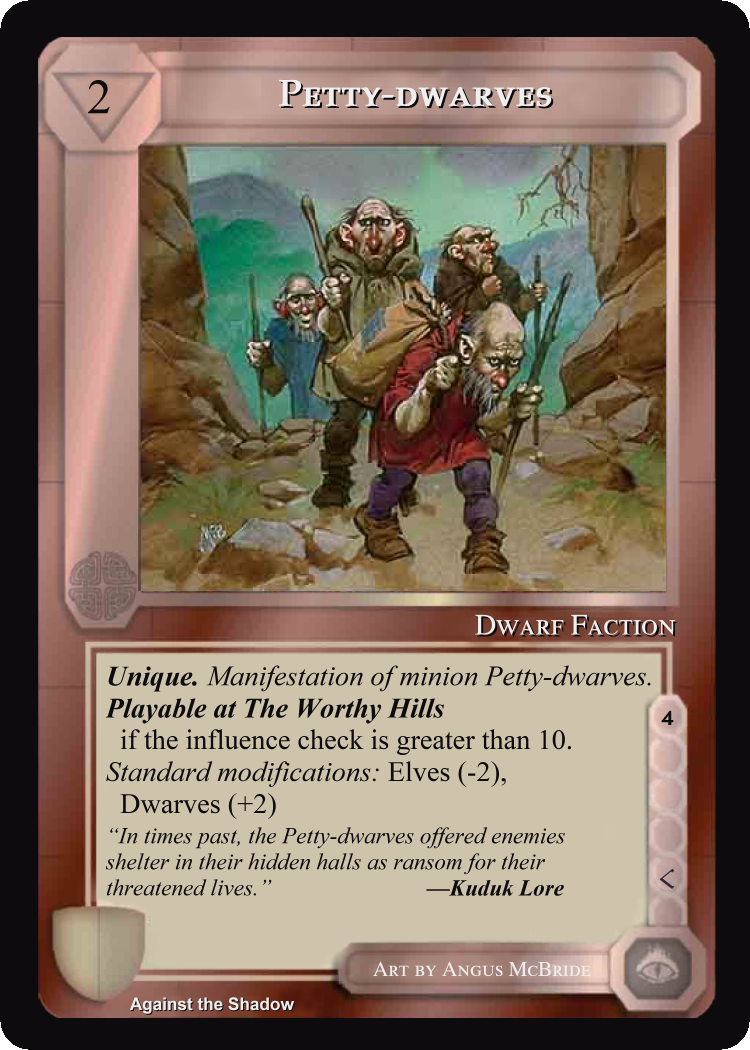 2
Petty-dwarves
Dwarf Faction
Unique. Manifestation of minion Petty-dwarves.
Playable at The Worthy Hills
if the influence check is greater than 10.
Standard modifications: Elves (-2),
Dwarves (+2)
“In times past, the Petty-dwarves offered enemies
shelter in their hidden halls as ransom for their
threatened lives.” —Kuduk Lore
4
Art by Angus McBride
Against the Shadow